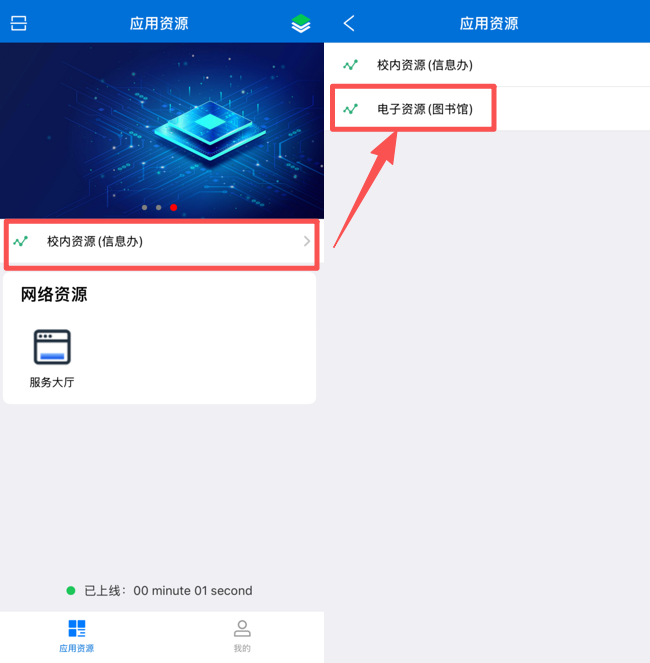 应用资源
校内资源(信息办)
网络资源
服务大厅
已上线：00 minute 01 second
应用资源
我的
应用资源
校内资源(信息办)
电子资源(图书馆)